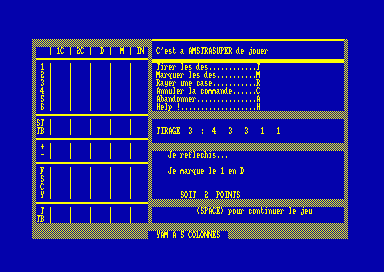 1C 2C D M IN
C'est a AMSTRASUPER de jouer
1
2
3
4
5
6
ST
TB
+
-
F
S
C
Y
T
TB
Tirer les des............T
Marquer les des..........M
Rayer une case...........R
Annuler la commande......C
Abandonner...............A
Help !...................H
TIRAGE 3 : 4 3 3 1 1
Je reflechis...
Je marque le 1 en D
SOIT 2 POINTS
(SPACE) pour continuer le jeu
YAM A 5 COLONNES